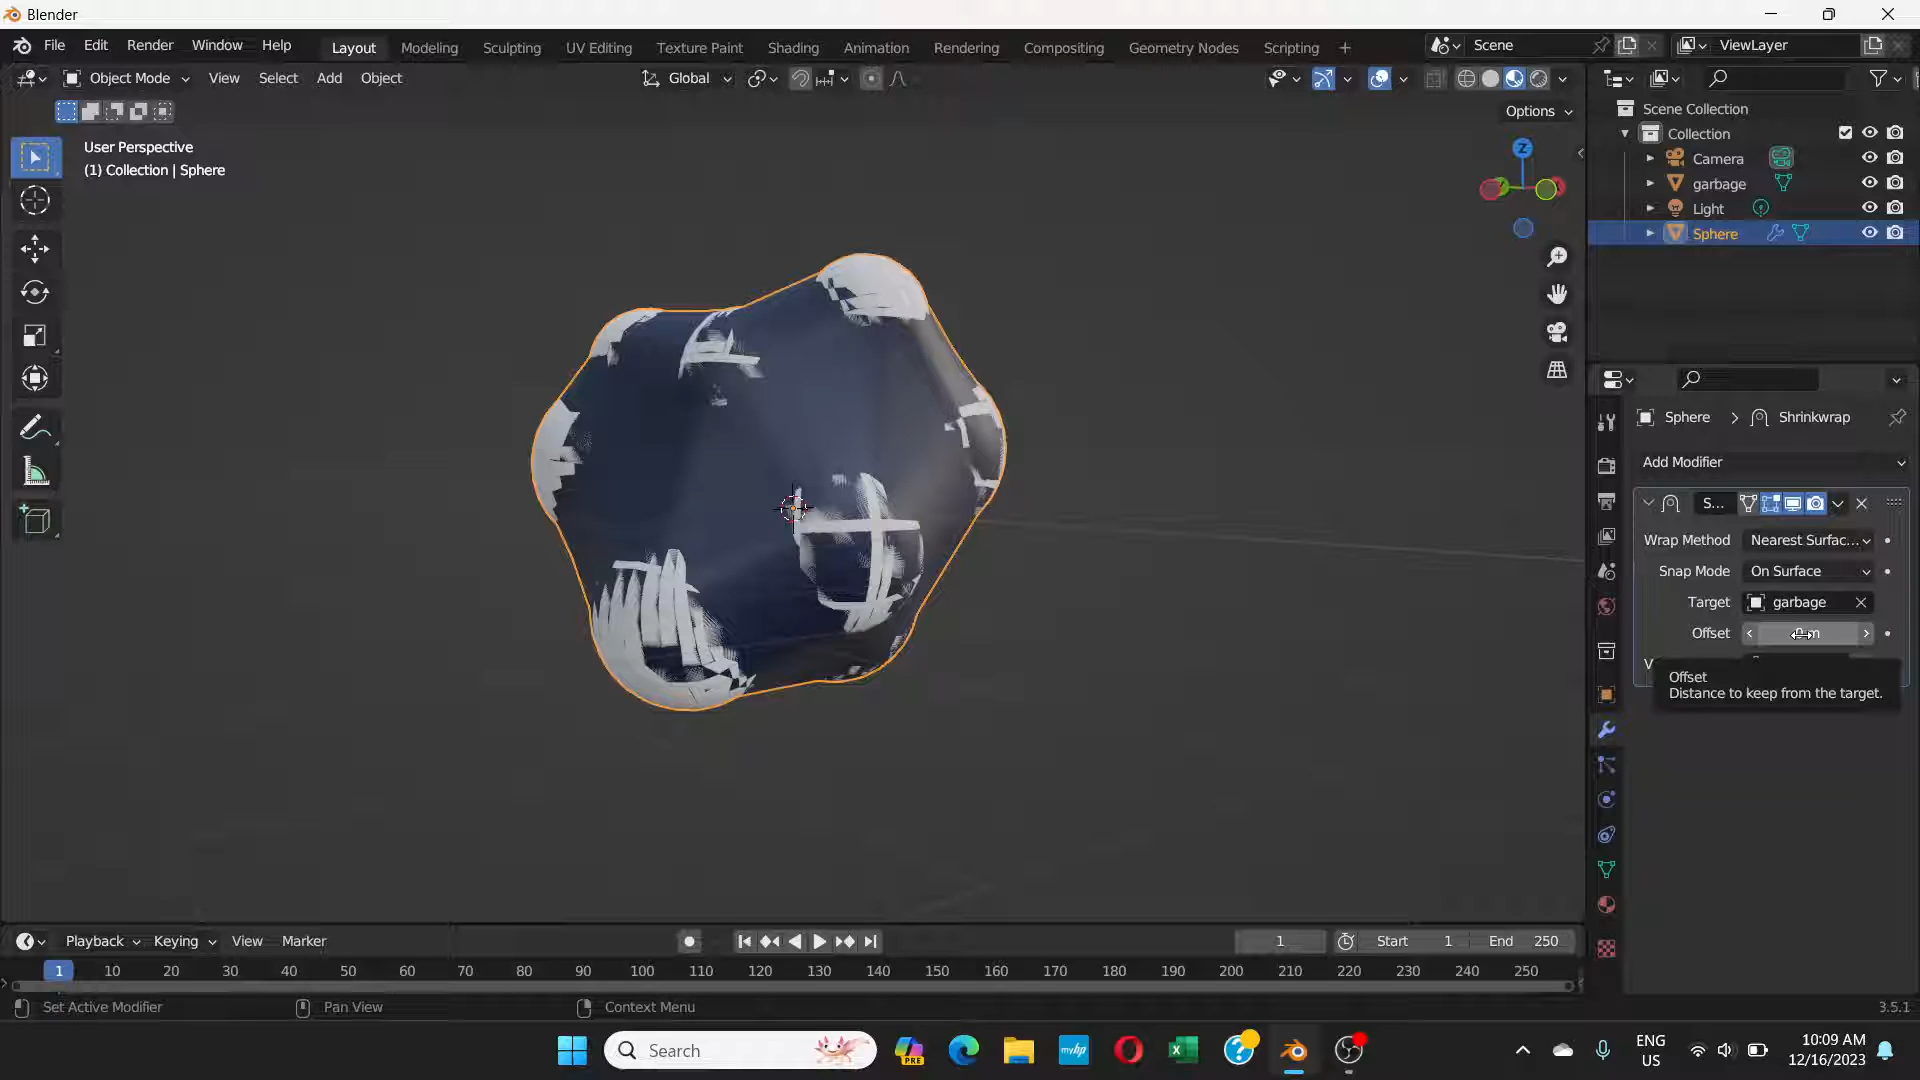 Blender
File Edit Render Window Help
Layout Modeling Sculpting UV Editing Texture Paint Shading Animation Rendering Compositing Geometry Nodes Scripting +
Scene ViewLayer
Object Mode View Select Add Object
Global
Options
User Perspective
(1) Collection | Sphere
Z
Scene Collection
Collection
Camera
garbage
Light
Sphere
Sphere > Shrinkwrap
Add Modifier
S...
Wrap Method Nearest Surfac...
Snap Mode On Surface
Target garbage
Offset
V
Offset
Distance to keep from the target.
Playback Keying View Marker
1 Start 1 End 250
1 10 20 30 40 50 60 70 80 90 100 110 120 130 140 150 160 170 180 190 200 210 220 230 240 250
Set Active Modifier Pan View Context Menu 3.5.1
Search
PRE
myhp
ENG
US
10:09 AM
12/16/2023